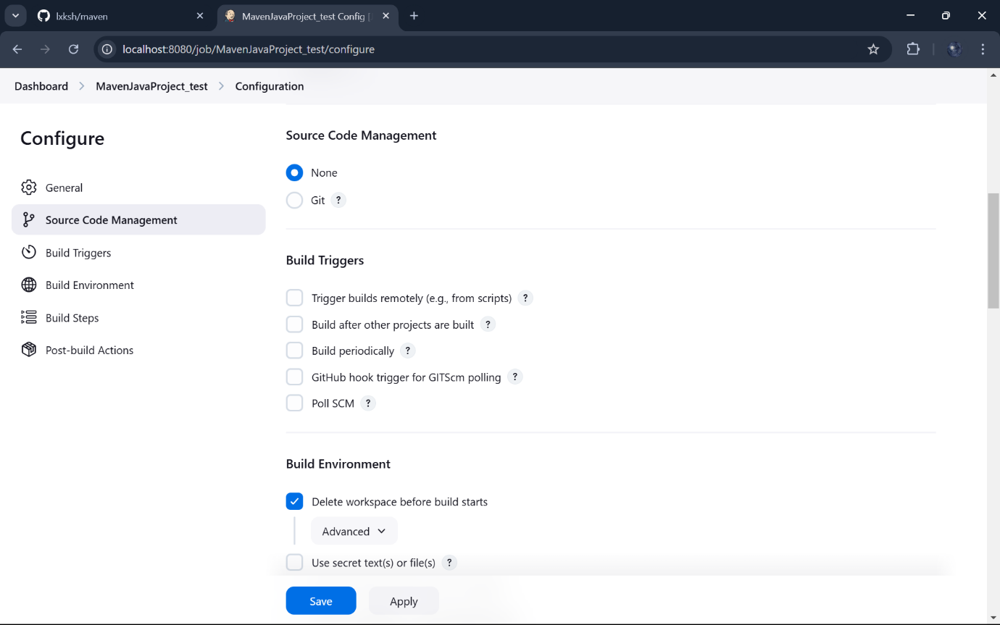 lxksh/maven
MavenJavaProject_test Config [
localhost:8080/job/MavenJavaProject_test/configure
Dashboard
MavenJavaProject_test
Configuration
Configure
General
Source Code Management
Build Triggers
Build Environment
Build Steps
Post-build Actions
Source Code Management
None
Git ?
Build Triggers
Trigger builds remotely (e.g., from scripts) ?
Build after other projects are built ?
Build periodically ?
GitHub hook trigger for GITScm polling ?
Poll SCM ?
Build Environment
Delete workspace before build starts
Advanced
Use secret text(s) or file(s) ?
Save
Apply